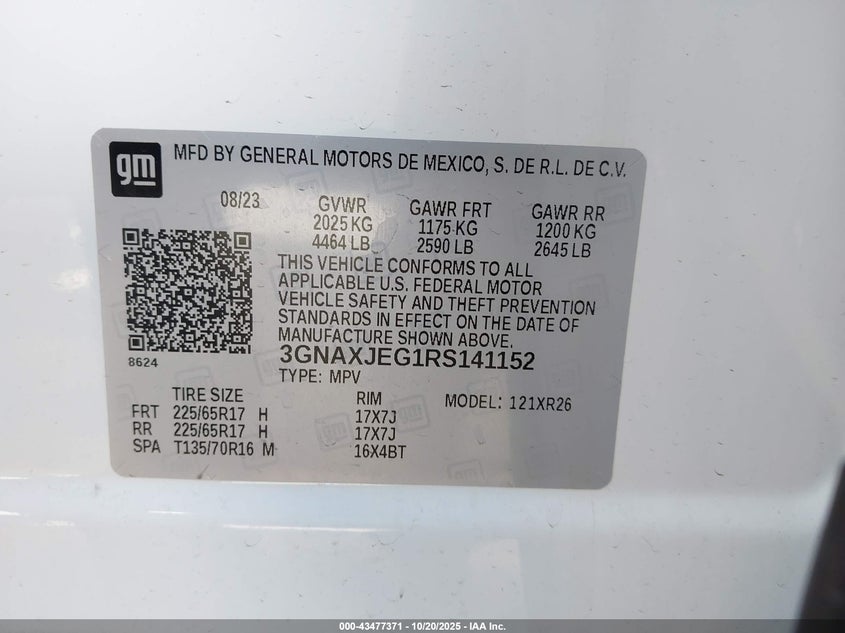 gm MFD BY GENERAL MOTORS DE MEXICO, S. DE R.L. DE C.V.
08/23 GVWR GAWR FRT GAWR RR
2025 KG 1175 KG 1200 KG
4464 LB 2590 LB 2645 LB
THIS VEHICLE CONFORMS TO ALL
APPLICABLE U.S. FEDERAL MOTOR
VEHICLE SAFETY AND THEFT PREVENTION
STANDARDS IN EFFECT ON THE DATE OF
MANUFACTURE SHOWN ABOVE.
8624
3GNAXJEG1RS141152
TYPE: MPV
TIRE SIZE RIM MODEL: 121XR26
FRT 225/65R17 H 17X7J
RR 225/65R17 H 17X7J
SPA T135/70R16 M 16X4BT
000-43477371 | 10/20/2025 - IAA Inc.